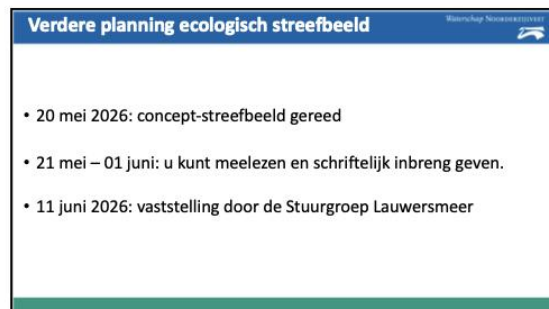 Verdere planning ecologisch streefbeeld
Waterschap Noorderzijlvest
• 20 mei 2026: concept-streefbeeld gereed
• 21 mei – 01 juni: u kunt meelezen en schriftelijk inbreng geven.
• 11 juni 2026: vaststelling door de Stuurgroep Lauwersmeer